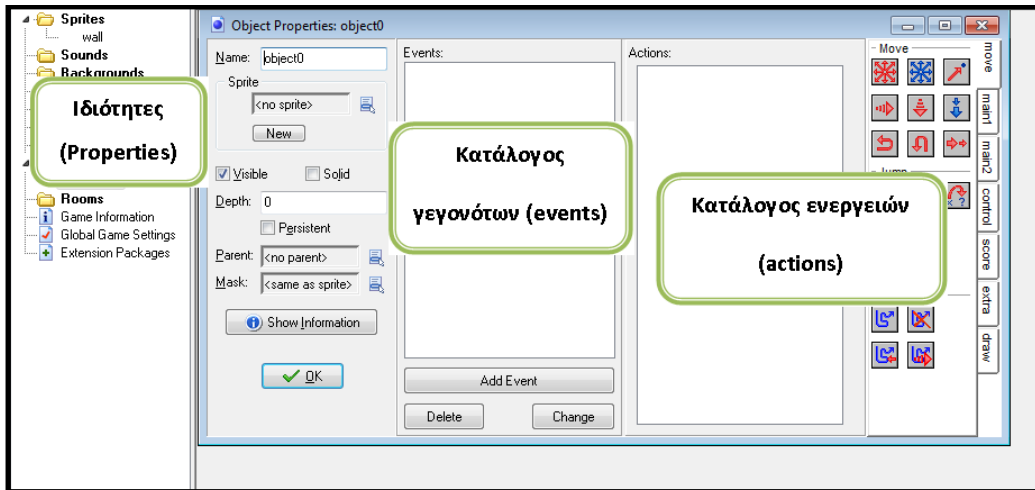 Sprites
wall
Sounds
Backgrounds
Ιδιότητες
(Properties)
Rooms
Game Information
Global Game Settings
Extension Packages
Object Properties: object0
Name: object0
Sprite
<no sprite>
New
Visible Solid
Depth: 0
Persistent
Parent: <no parent>
Mask: <same as sprite>
Show Information
OK
Events:
Κατάλογος
γεγονότων (events)
Add Event
Delete Change
Actions:
Κατάλογος ενεργειών
(actions)
Move
Jump
move
main1
main2
control
score
extra
draw